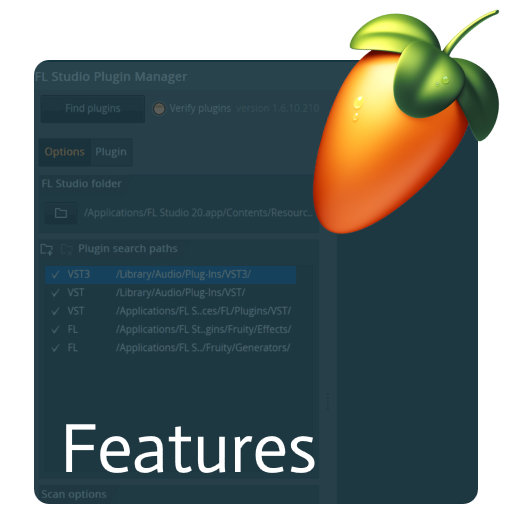 FL Studio Plugin Manager
Find plugins Verify plugins version 1.6.10.210
Options Plugin
FL Studio folder
/Applications/FL Studio 20.app/Contents/Resourc..
Plugin search paths
VST3 /Library/Audio/Plug-Ins/VST3/
VST /Library/Audio/Plug-Ins/VST/
VST /Applications/FL S..ces/FL/Plugins/VST/
FL /Applications/FL St..gins/Fruity/Effects/
FL /Applications/FL S../Fruity/Generators/
Features
Scan options